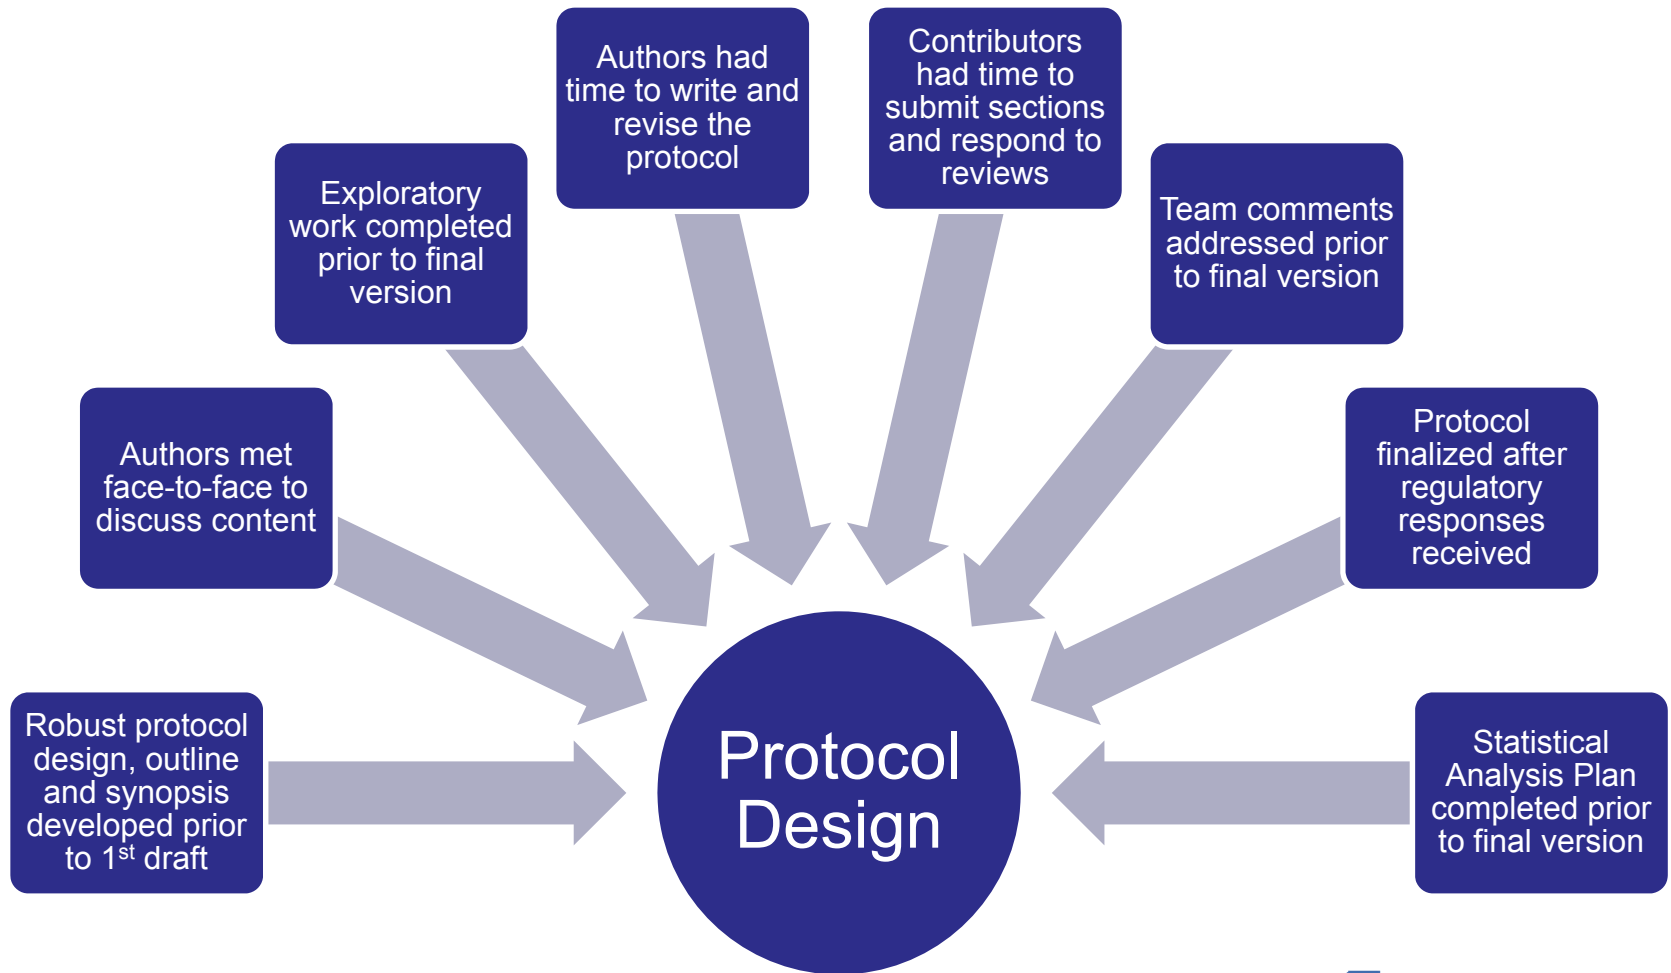 Authors had
time to write and
revise the
protocol
Contributors
had time to
submit sections
and respond to
reviews
Exploratory
work completed
prior to final
version
Team comments
addressed prior
to final version
Authors met
face-to-face to
discuss content
Protocol
finalized after
regulatory
responses
received
Robust protocol
design, outline
and synopsis
developed prior
to 1st draft
Statistical
Analysis Plan
completed prior
to final version
Protocol
Design